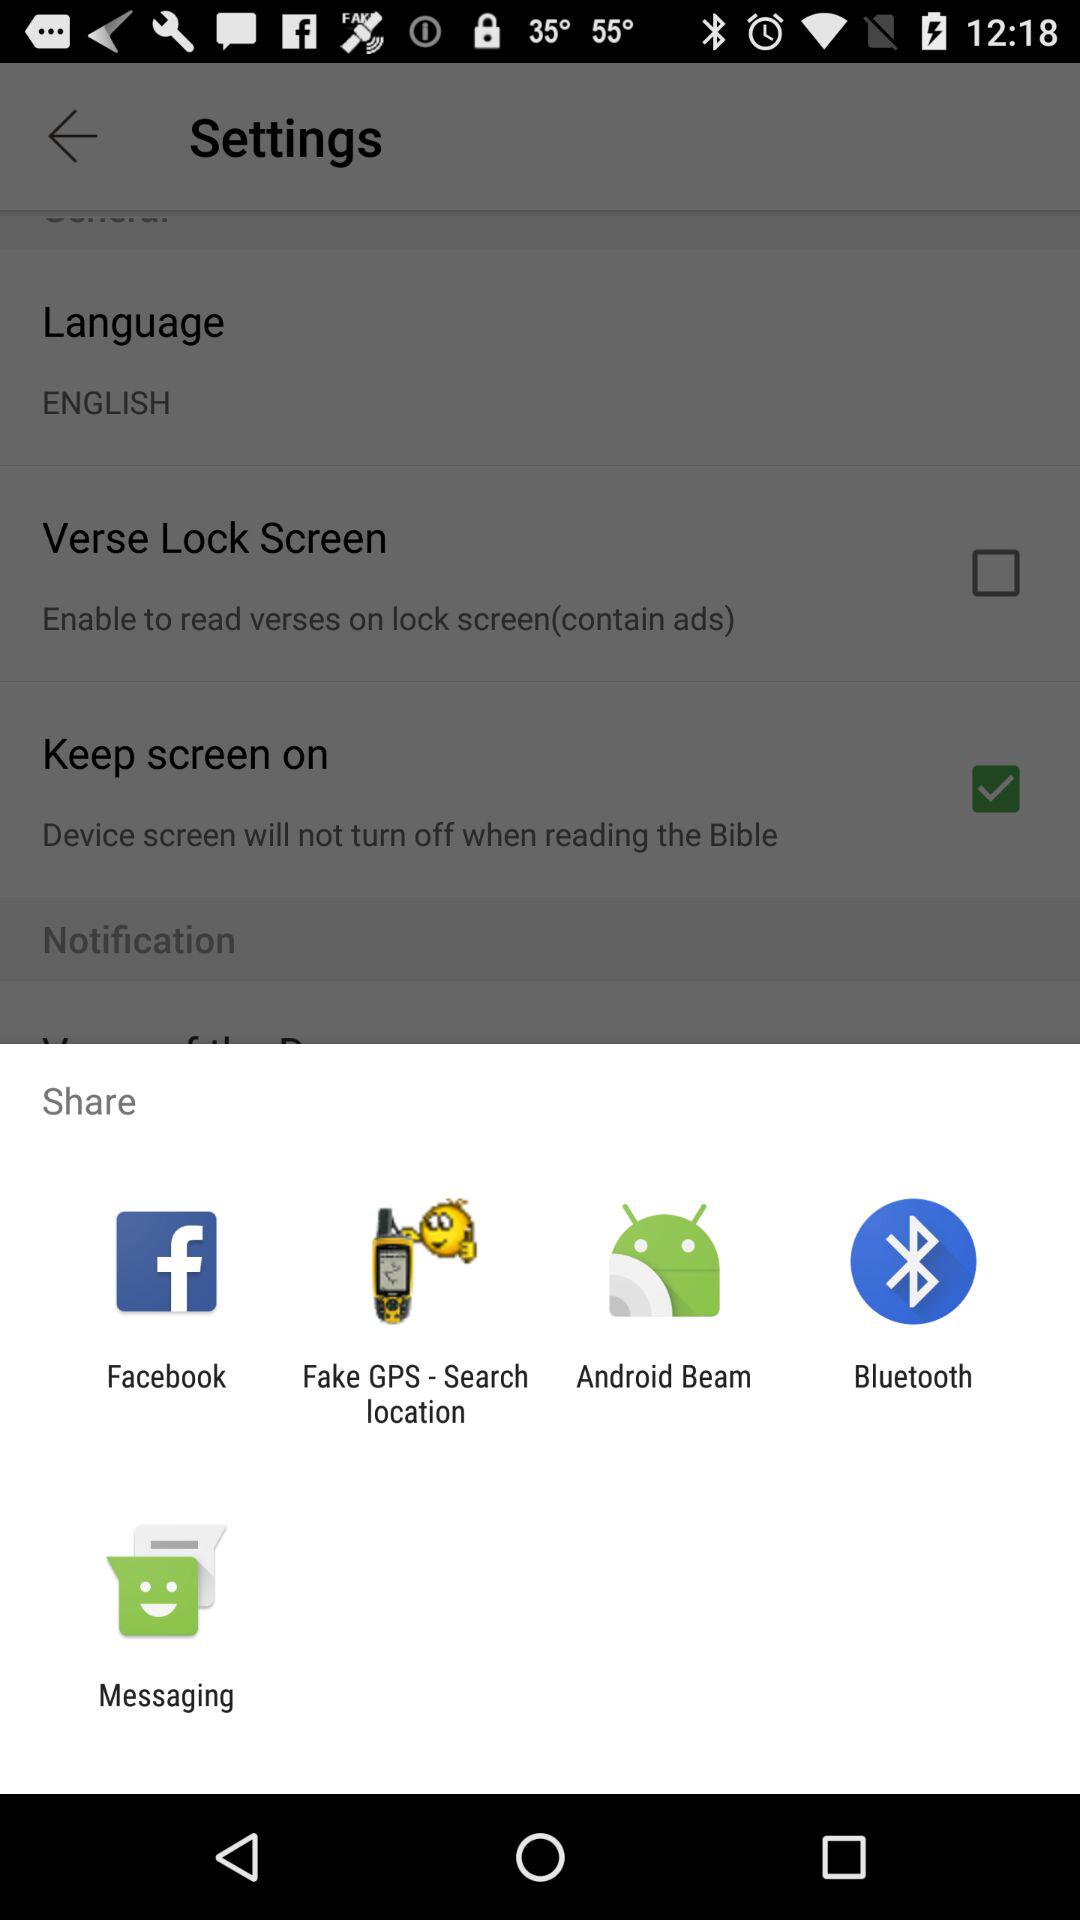 FAKE 35° 55° 12:18
Settings
General
Language
ENGLISH
Verse Lock Screen
Enable to read verses on lock screen(contain ads)
Keep screen on
Device screen will not turn off when reading the Bible
Notification
Share
Facebook
Fake GPS - Search
location
Android Beam
Bluetooth
Messaging